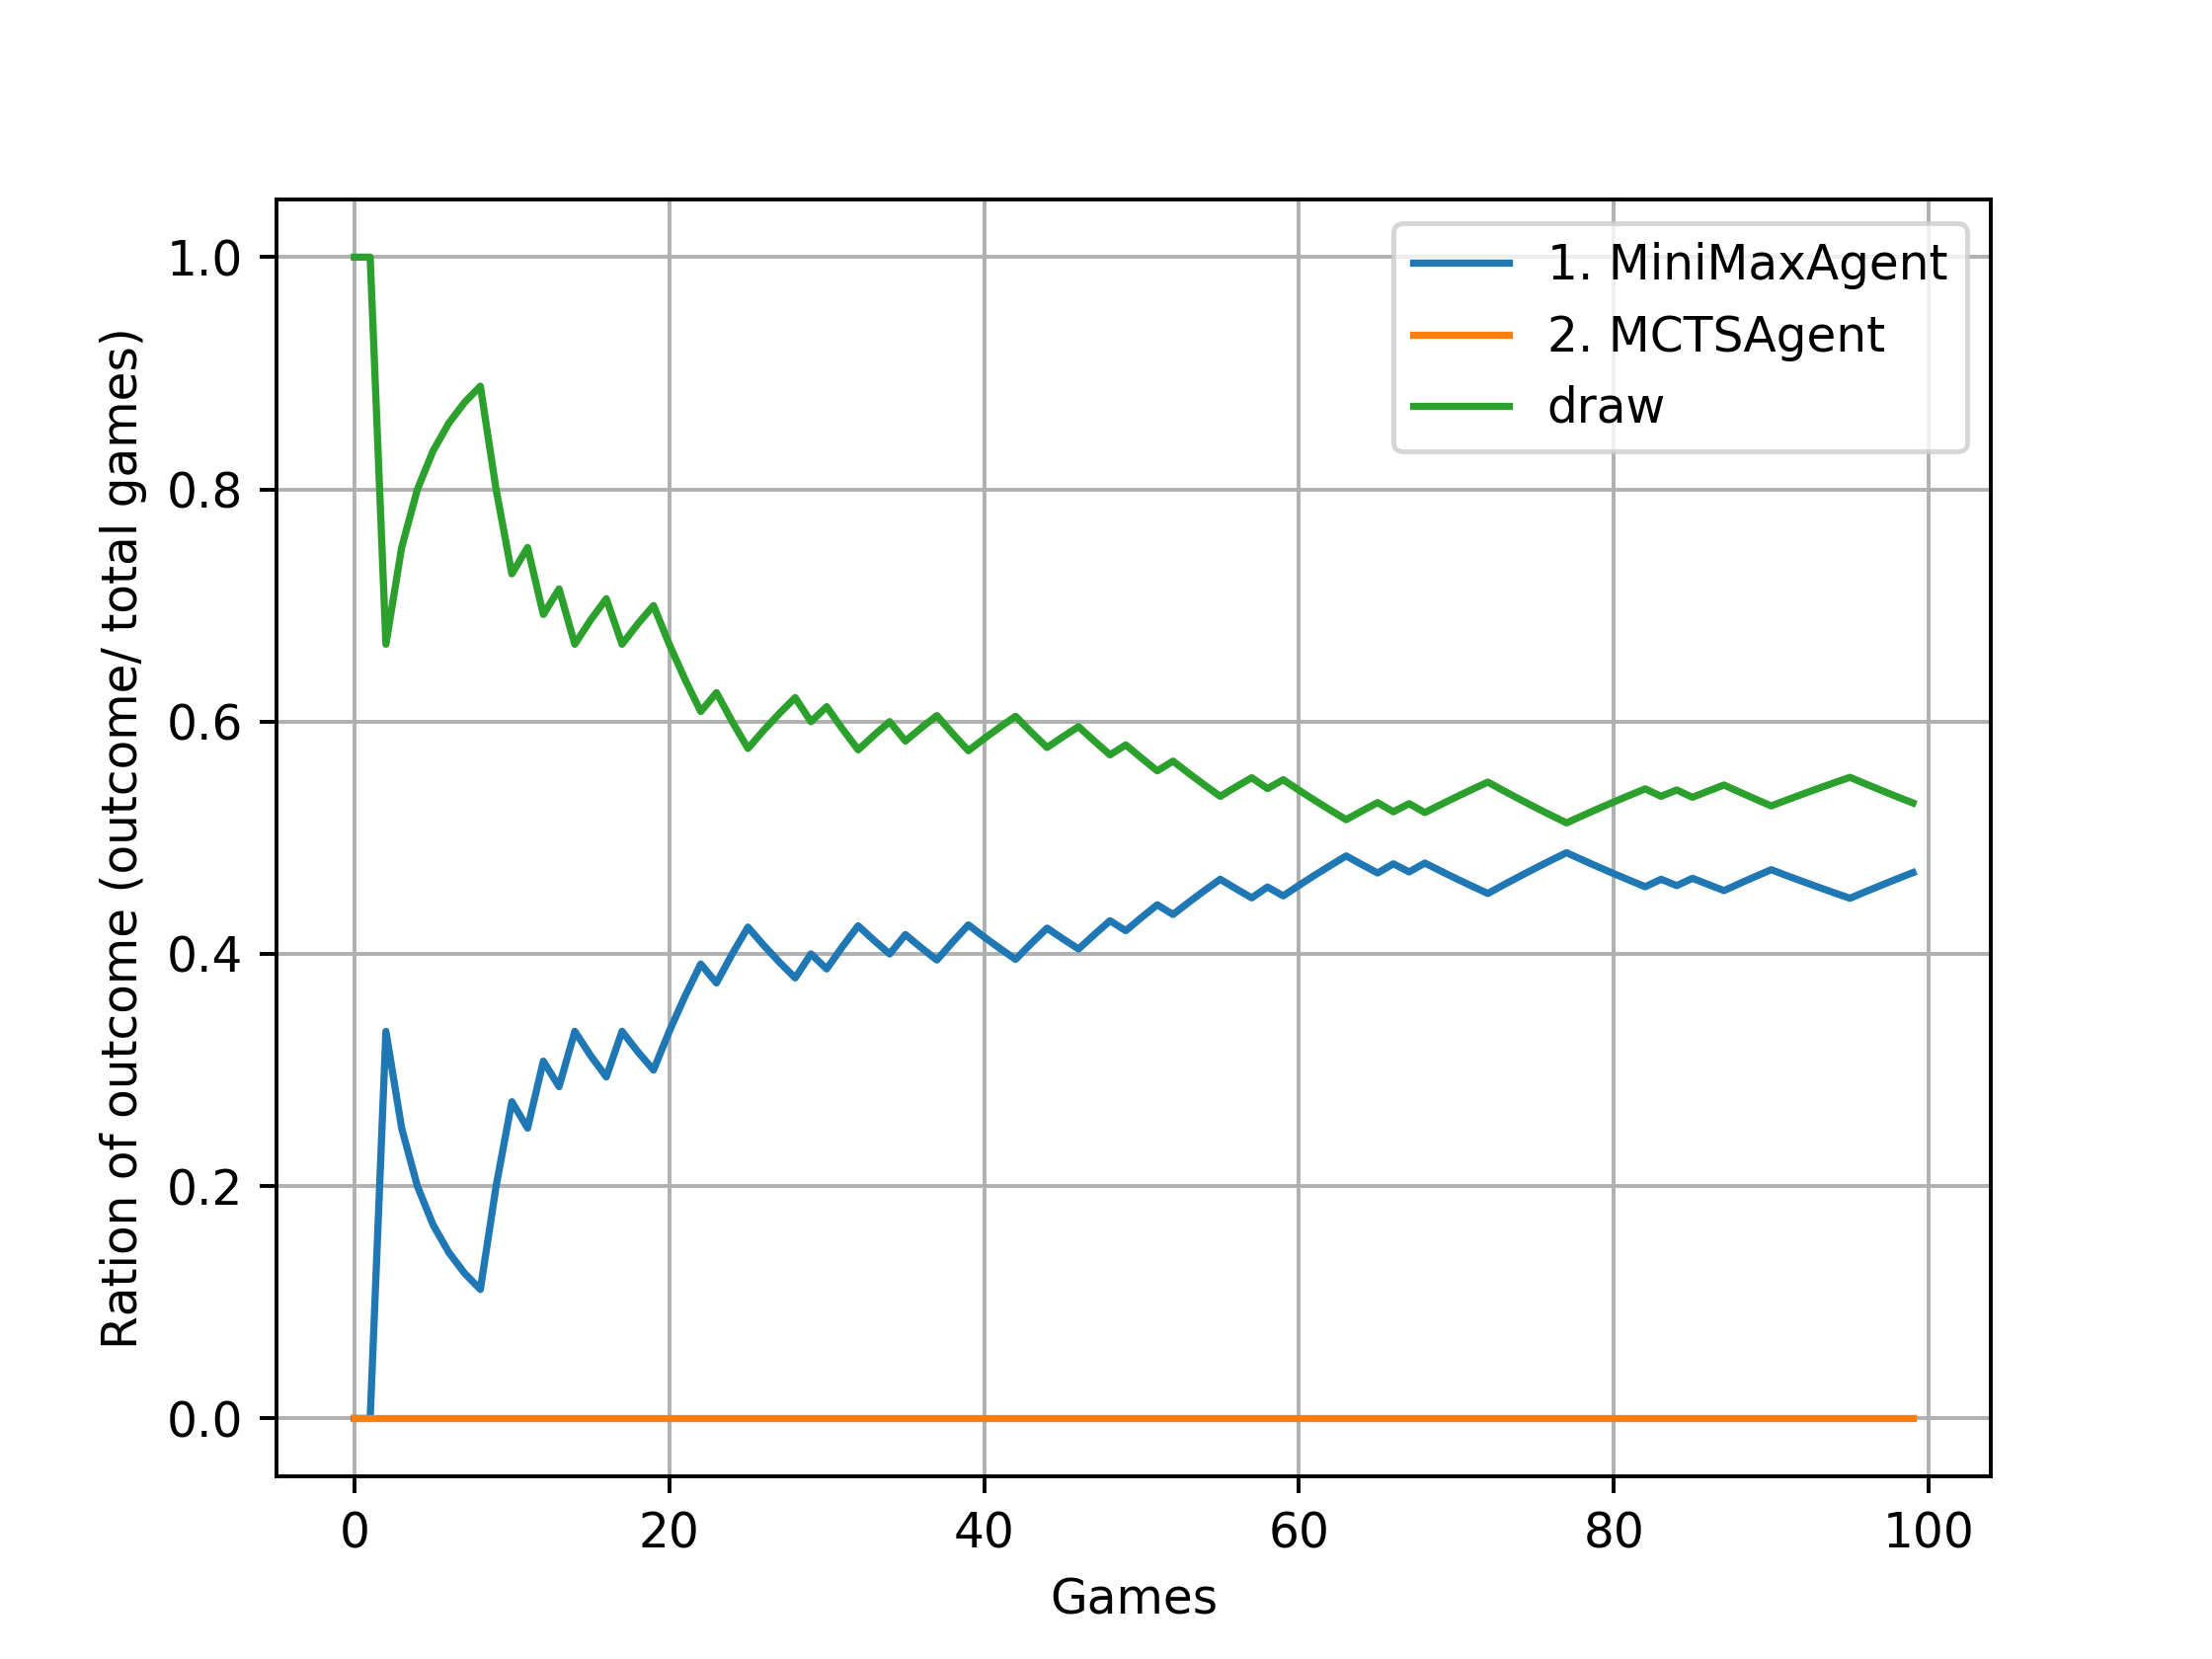 1. MiniMaxAgent
2. MCTSAgent
draw
Ration of outcome (outcome/ total games)
1.0
0.8
0.6
0.4
0.2
0.0
0 20 40 60 80 100
Games